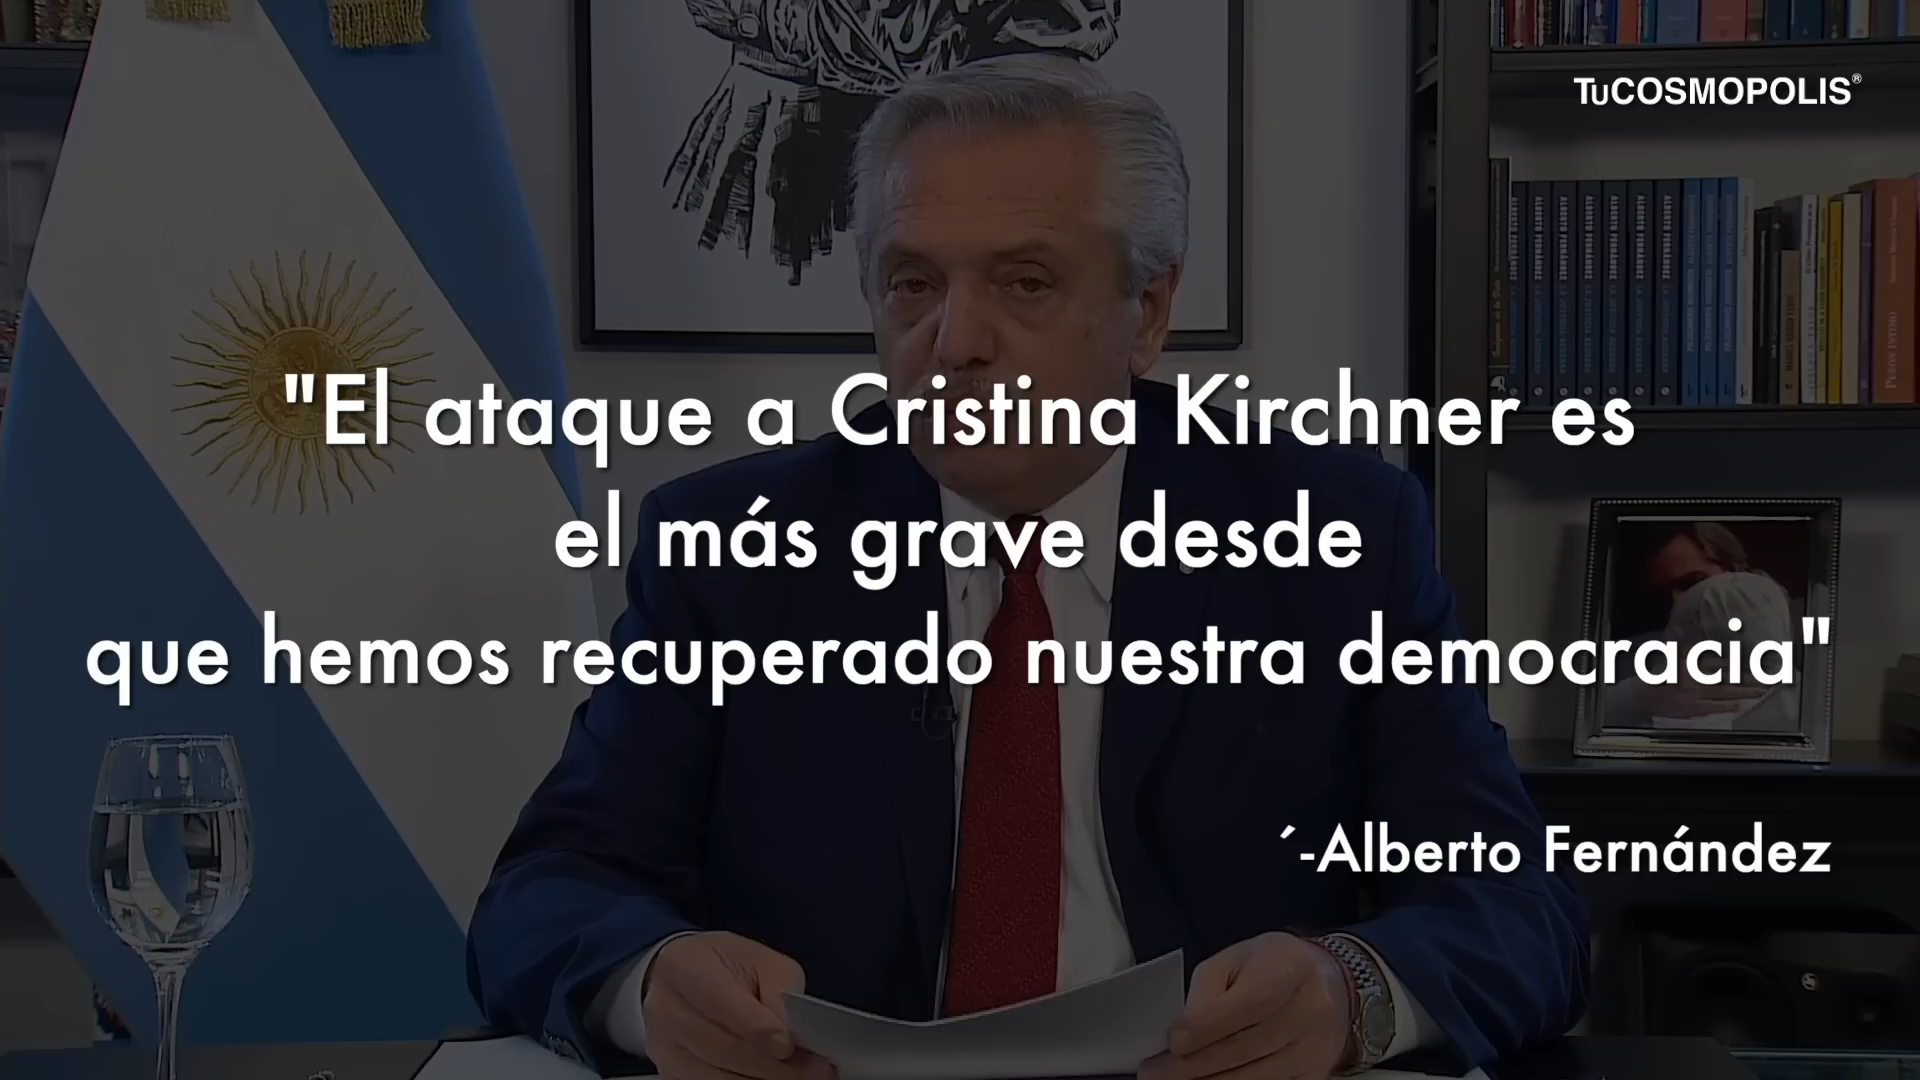 TuCOSMOPOLIS®
"El ataque a Cristina Kirchner es
el más grave desde
que hemos recuperado nuestra democracia"
´-Alberto Fernández